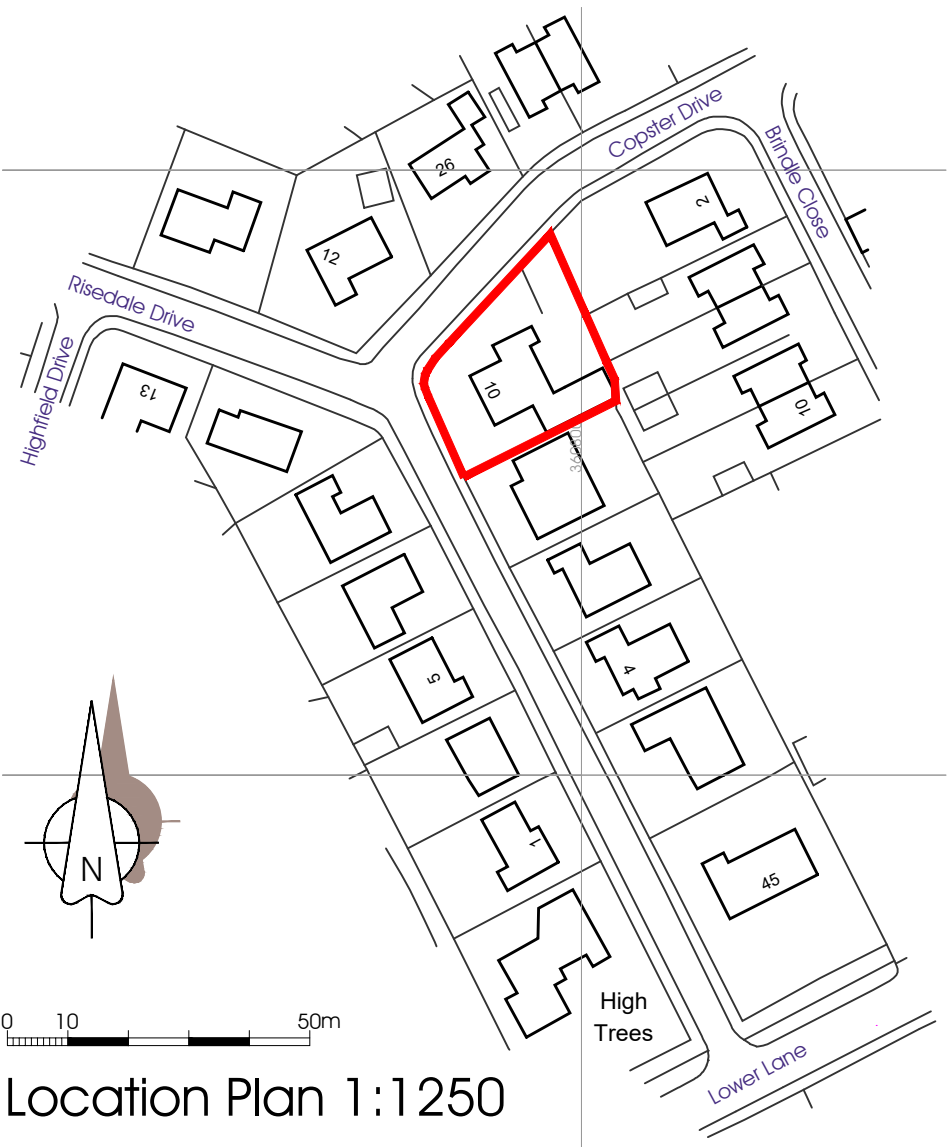 Copster Drive
Brindle Close
26
2
12
Risedale Drive
Highfield Drive
13
10
10
5
4
1
45
N
High
Trees
0 10 50m
Lower Lane
Location Plan 1:1250